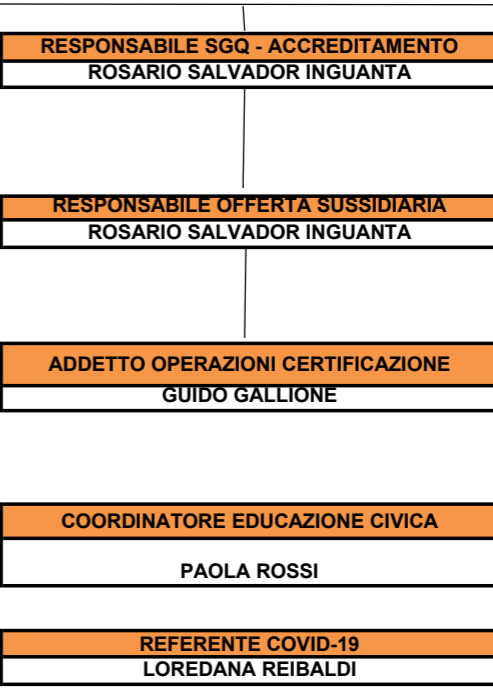 RESPONSABILE SGQ - ACCREDITAMENTO
ROSARIO SALVADOR INGUANTA
RESPONSABILE OFFERTA SUSSIDIARIA
ROSARIO SALVADOR INGUANTA
ADDETTO OPERAZIONI CERTIFICAZIONE
GUIDO GALLIONE
COORDINATORE EDUCAZIONE CIVICA
PAOLA ROSSI
REFERENTE COVID-19
LOREDANA REIBALDI